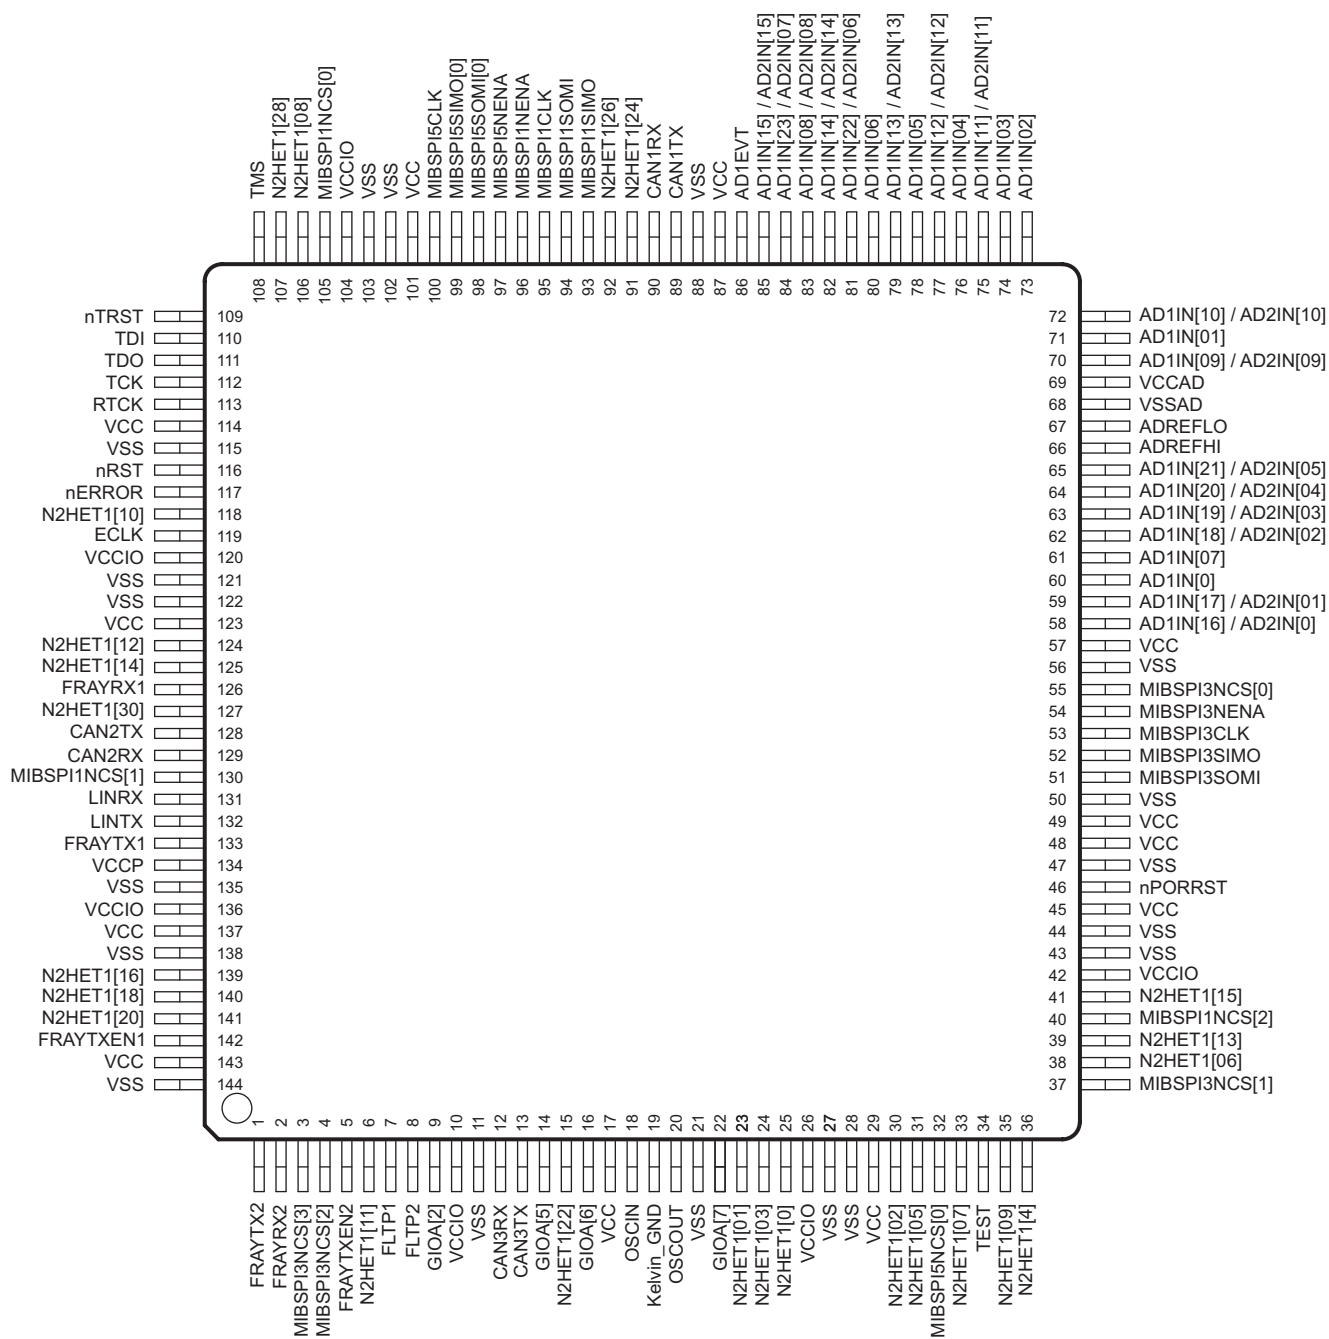 TMS
N2HET1[28]
N2HET1[08]
MIBSPI1NCS[0]
VCCIO
VSS
VSS
VCC
MIBSPI5CLK
MIBSPI5SIMO[0]
MIBSPI5SOMI[0]
MIBSPI5NENA
MIBSPI1NENA
MIBSPI1CLK
MIBSPI1SOMI
MIBSPI1SIMO
N2HET1[26]
N2HET1[24]
CAN1RX
CAN1TX
VSS
VCC
AD1EVT
AD1IN[15] / AD2IN[15]
AD1IN[23] / AD2IN[07]
AD1IN[08] / AD2IN[08]
AD1IN[14] / AD2IN[14]
AD1IN[22] / AD2IN[06]
AD1IN[06]
AD1IN[13] / AD2IN[13]
AD1IN[05]
AD1IN[12] / AD2IN[12]
AD1IN[04]
AD1IN[11] / AD2IN[11]
AD1IN[03]
AD1IN[02]
108
107
106
105
104
103
102
101
100
99
98
97
96
95
94
93
92
91
90
89
88
87
86
85
84
83
82
81
80
79
78
77
76
75
74
73
nTRST 109
TDI 110
TDO 111
TCK 112
RTCK 113
VCC 114
VSS 115
nRST 116
nERROR 117
N2HET1[10] 118
ECLK 119
VCCIO 120
VSS 121
VSS 122
VCC 123
N2HET1[12] 124
N2HET1[14] 125
FRAYRX1 126
N2HET1[30] 127
CAN2TX 128
CAN2RX 129
MIBSPI1NCS[1] 130
LINRX 131
LINTX 132
FRAYTX1 133
VCCP 134
VSS 135
VCCIO 136
VCC 137
VSS 138
N2HET1[16] 139
N2HET1[18] 140
N2HET1[20] 141
FRAYTXEN1 142
VCC 143
VSS 144
72 AD1IN[10] / AD2IN[10]
71 AD1IN[01]
70 AD1IN[09] / AD2IN[09]
69 VCCAD
68 VSSAD
67 ADREFLO
66 ADREFHI
65 AD1IN[21] / AD2IN[05]
64 AD1IN[20] / AD2IN[04]
63 AD1IN[19] / AD2IN[03]
62 AD1IN[18] / AD2IN[02]
61 AD1IN[07]
60 AD1IN[0]
59 AD1IN[17] / AD2IN[01]
58 AD1IN[16] / AD2IN[0]
57 VCC
56 VSS
55 MIBSPI3NCS[0]
54 MIBSPI3NENA
53 MIBSPI3CLK
52 MIBSPI3SIMO
51 MIBSPI3SOMI
50 VSS
49 VCC
48 VCC
47 VSS
46 nPORRST
45 VCC
44 VSS
43 VSS
42 VCCIO
41 N2HET1[15]
40 MIBSPI1NCS[2]
39 N2HET1[13]
38 N2HET1[06]
37 MIBSPI3NCS[1]
1
2
3
4
5
6
7
8
9
10
11
12
13
14
15
16
17
18
19
20
21
22
23
24
25
26
27
28
29
30
31
32
33
34
35
36
FRAYTX2
FRAYRX2
MIBSPI3NCS[3]
MIBSPI3NCS[2]
FRAYTXEN2
N2HET1[11]
FLTP1
FLTP2
GIOA[2]
VCCIO
VSS
CAN3RX
CAN3TX
GIOA[5]
N2HET1[22]
GIOA[6]
VCC
OSCIN
Kelvin_GND
OSCOUT
VSS
GIOA[7]
N2HET1[01]
N2HET1[03]
N2HET1[0]
VCCIO
VSS
VSS
VCC
N2HET1[02]
N2HET1[05]
MIBSPI5NCS[0]
N2HET1[07]
TEST
N2HET1[09]
N2HET1[4]